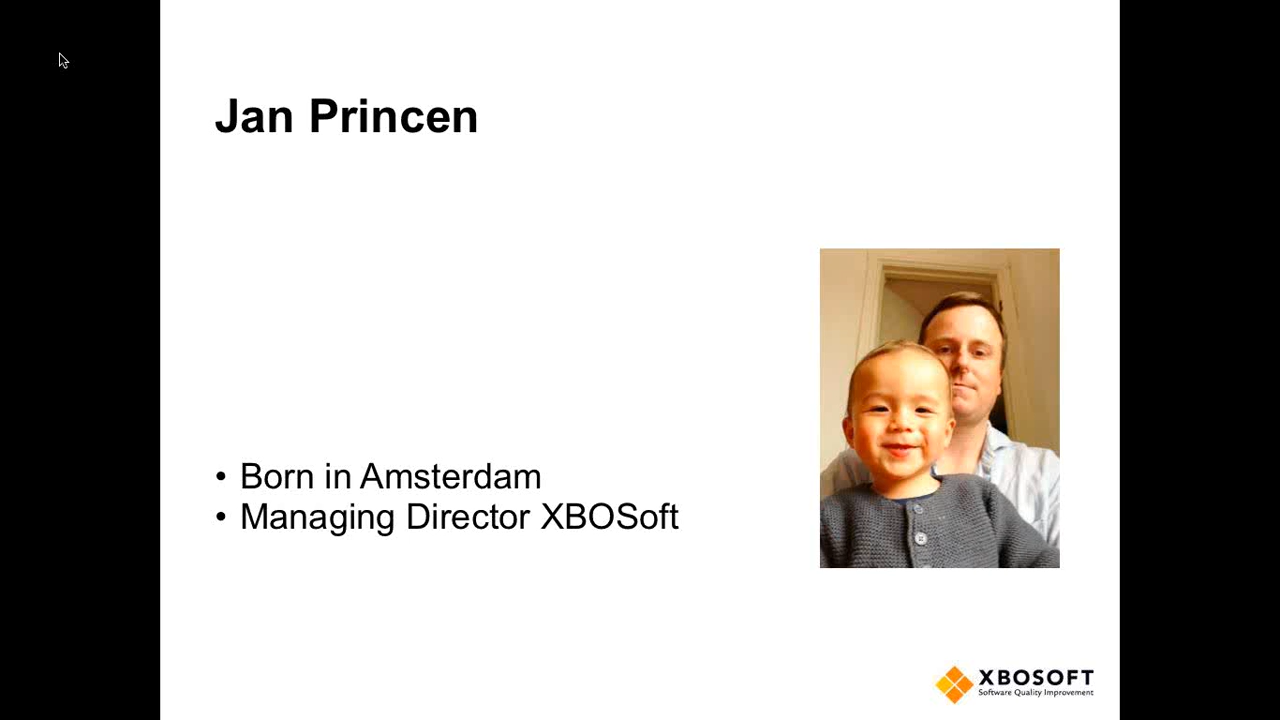 Jan Princen
• Born in Amsterdam
• Managing Director XBOSoft
XBOSOFT
Software Quality Improvement